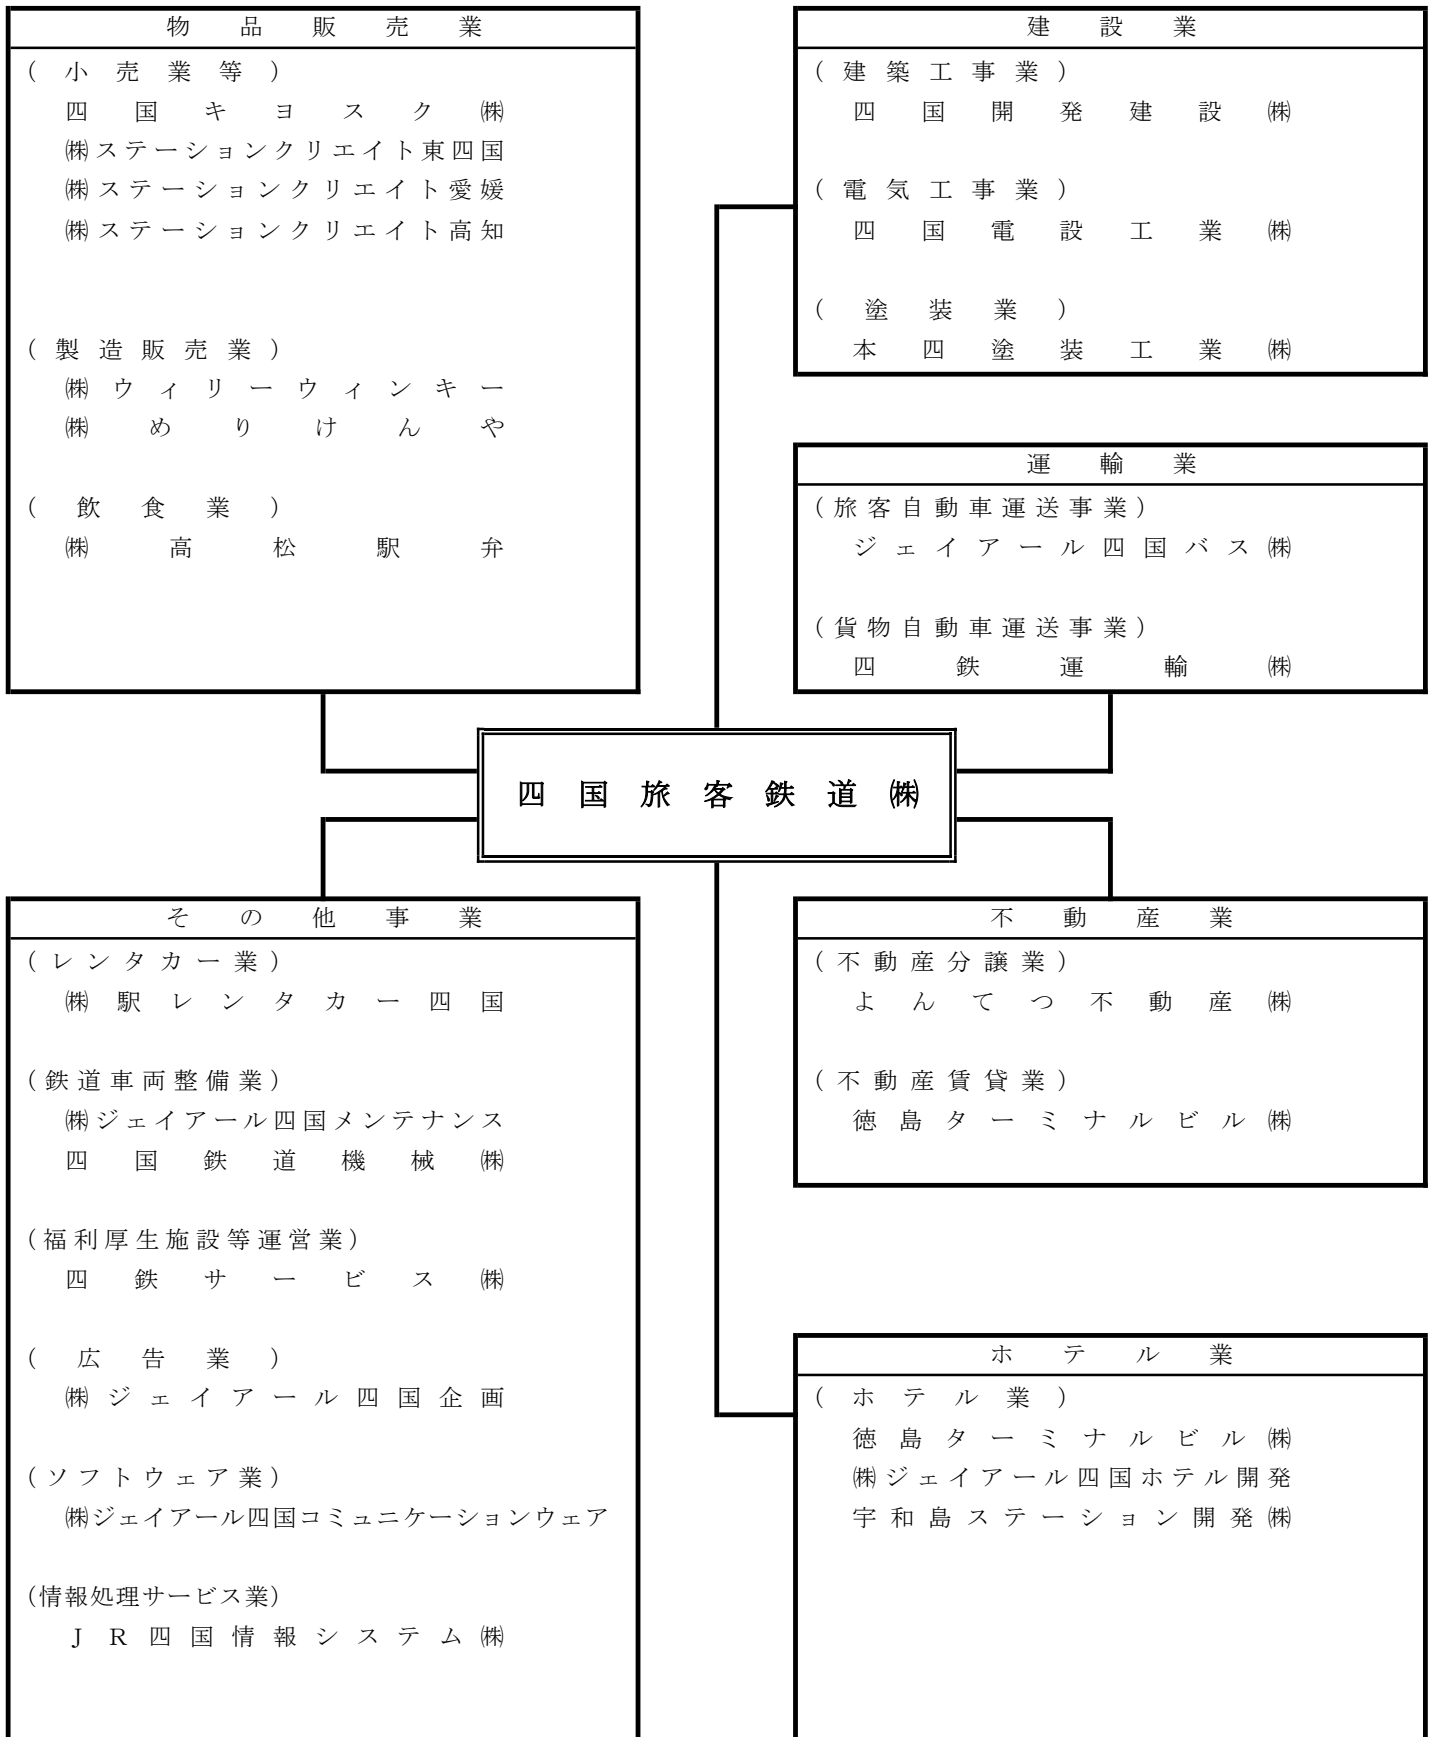 物品販売業
(小売業等)
四国キヨスク㈱
㈱ステーションクリエイト東四国
㈱ステーションクリエイト愛媛
㈱ステーションクリエイト高知
(製造販売業)
㈱ウィリーウィンキー
㈱めりけんや
(飲食業)
㈱高松駅弁
建設業
(建築工事業)
四国開発建設㈱
(電気工事業)
四国電設工業㈱
(塗装業)
本四塗装工業㈱
運輸業
(旅客自動車運送事業)
ジェイアール四国バス㈱
(貨物自動車運送事業)
四鉄運輸㈱
四国旅客鉄道㈱
その他事業
(レンタカー業)
㈱駅レンタカー四国
(鉄道車両整備業)
㈱ジェイアール四国メンテナンス
四国鉄道機械㈱
(福利厚生施設等運営業)
四鉄サービス㈱
(広告業)
㈱ジェイアール四国企画
(ソフトウェア業)
㈱ジェイアール四国コミュニケーションウェア
(情報処理サービス業)
JR四国情報システム㈱
不動産業
(不動産分譲業)
よんてつ不動産㈱
(不動産賃貸業)
徳島ターミナルビル㈱
ホテル業
(ホテル業)
徳島ターミナルビル㈱
㈱ジェイアール四国ホテル開発
宇和島ステーション開発㈱